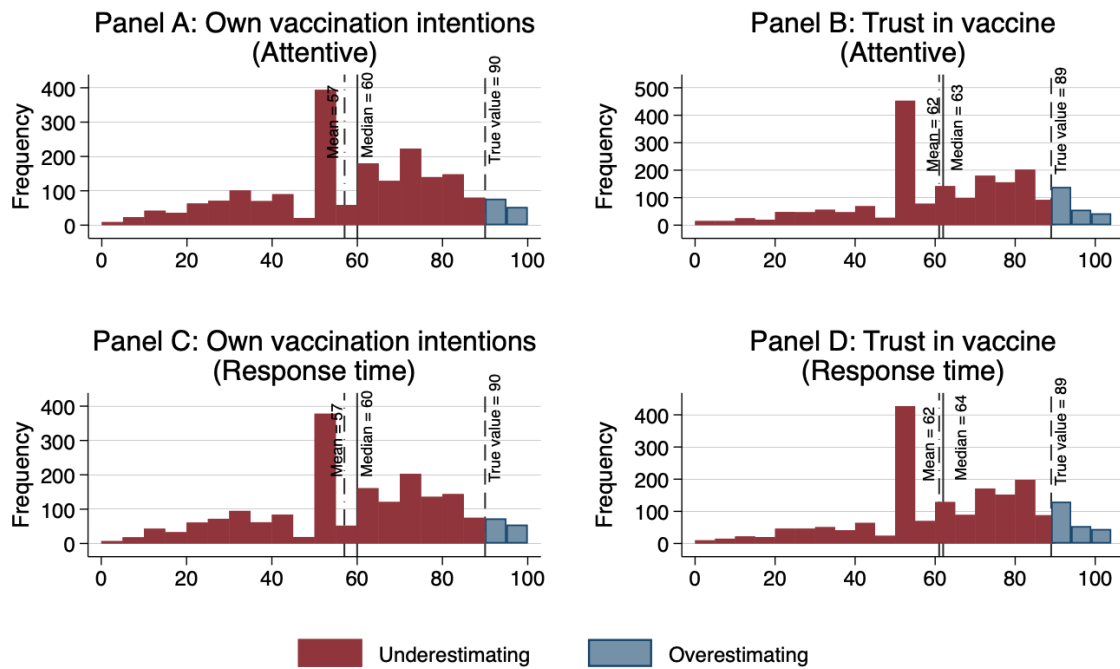 Panel A: Own vaccination intentions
(Attentive)
Frequency
400
300
200
100
0
Mean = 57
Median = 60
True value = 90
0 20 40 60 80 100
Panel B: Trust in vaccine
(Attentive)
Frequency
500
400
300
200
100
0
Mean = 62
Median = 63
True value = 89
0 20 40 60 80 100
Panel C: Own vaccination intentions
(Response time)
Frequency
400
300
200
100
0
Mean = 57
Median = 60
True value = 90
0 20 40 60 80 100
Panel D: Trust in vaccine
(Response time)
Frequency
400
300
200
100
0
Mean = 62
Median = 64
True value = 89
0 20 40 60 80 100
Underestimating
Overestimating